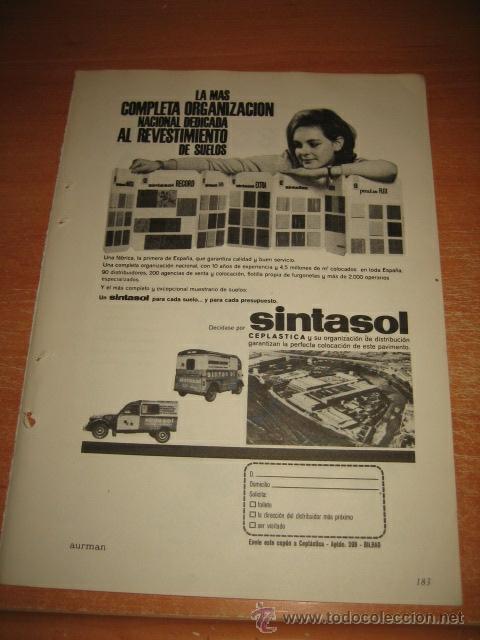 LA MAS
COMPLETA ORGANIZACION
NACIONAL DEDICADA
AL REVESTIMIENTO
DE SUELOS
sintasol RECORD
sintasol EXTRA
sintasflex
FLEX
Una fábrica, la primera de España, que garantiza calidad y buen servicio.
Una completa organización nacional, con 10 años de experiencia y 4,5 millones de m² colocados en toda España.
90 distribuidores, 200 agencias de venta y colocación, flotilla propia de furgonetas y más de 2.000 operarios
especializados.
Y el más completo y excepcional muestrario de suelos:
Un sintasol para cada suelo... y para cada presupuesto.
Decídase por sintasol
CEPLASTICA y su organización de distribución
garantizan la perfecta colocación de este pavimento.
D.
Domicilio
Solicita:
folleto
la dirección del distribuidor más próximo
ser visitado
Envíe este cupón a Ceplástica - Aptdo. 208 - BILBAO
aurman
183
todocoleccion.net